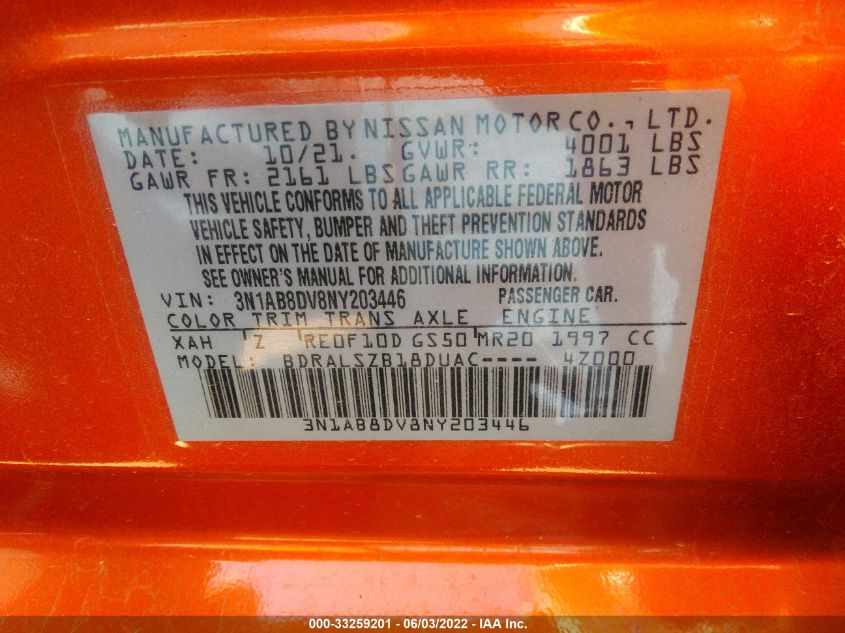 MANUFACTURED BY NISSAN MOTOR CO., LTD.
DATE: 10/21. GVWR: 4001 LBS
GAWR FR: 2161 LBS GAWR RR: 1863 LBS
THIS VEHICLE CONFORMS TO ALL APPLICABLE FEDERAL MOTOR
VEHICLE SAFETY, BUMPER AND THEFT PREVENTION STANDARDS
IN EFFECT ON THE DATE OF MANUFACTURE SHOWN ABOVE.
SEE OWNER'S MANUAL FOR ADDITIONAL INFORMATION.
VIN: 3N1AB8DV8NY203446 PASSENGER CAR.
COLOR TRIM TRANS AXLE ENGINE
XAH Z RE0F10D GS50 MR20 1997 CC
MODEL: BDRALSZB18DUAC---- 4Z000
3N1AB8DV8NY203446
000-33259201 - 06/03/2022 - IAA Inc.